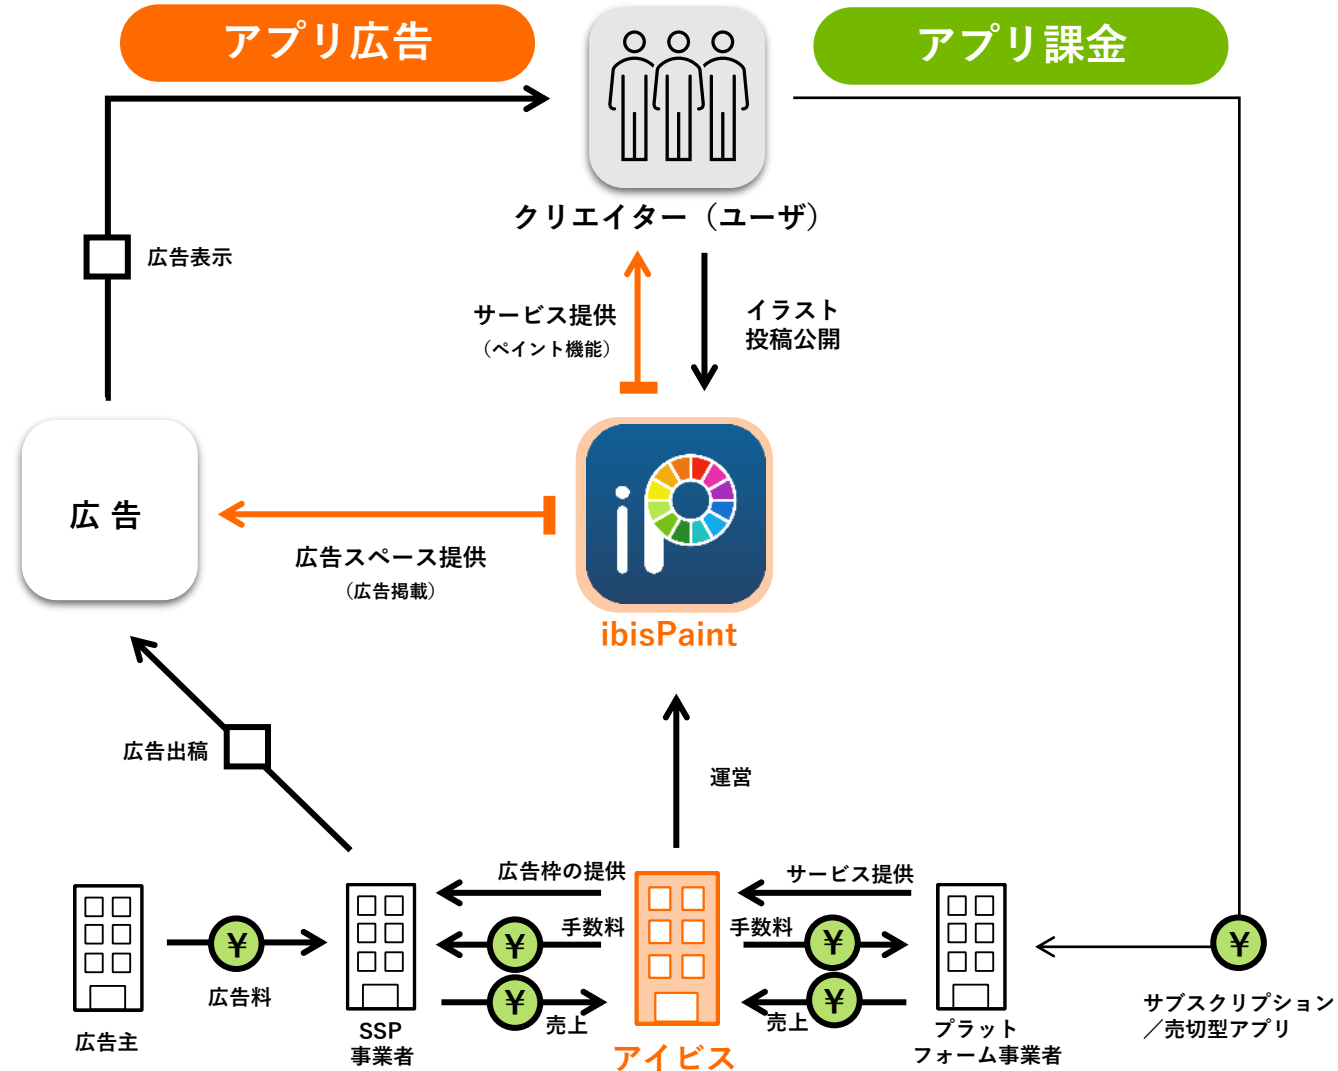 アプリ広告
アプリ課金
クリエイター（ユーザ）
広告表示
サービス提供
（ペイント機能）
イラスト
投稿公開
広 告
広告スペース提供
（広告掲載）
iP
ibisPaint
広告出稿
運営
広告枠の提供
サービス提供
手数料
手数料
¥
¥
¥
¥
¥
¥
広告料
売上
売上
広告主
SSP
事業者
アイビス
プラット
フォーム事業者
サブスクリプション
／売切型アプリ